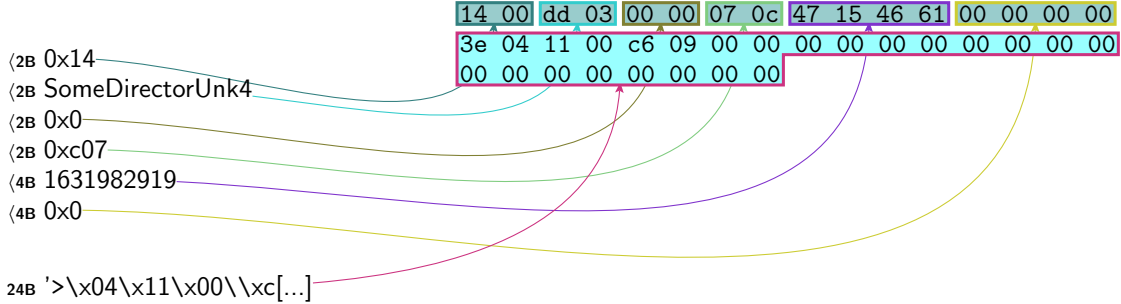 14 00 dd 03 00 00 07 0c 47 15 46 61 00 00 00 00
3e 04 11 00 c6 09 00 00 00 00 00 00 00 00 00 00
00 00 00 00 00 00 00 00
⟨2B 0x14
⟨2B SomeDirectorUnk4
⟨2B 0x0
⟨2B 0xc07
⟨4B 1631982919
⟨4B 0x0
24B '>\x04\x11\x00\\xc[...]